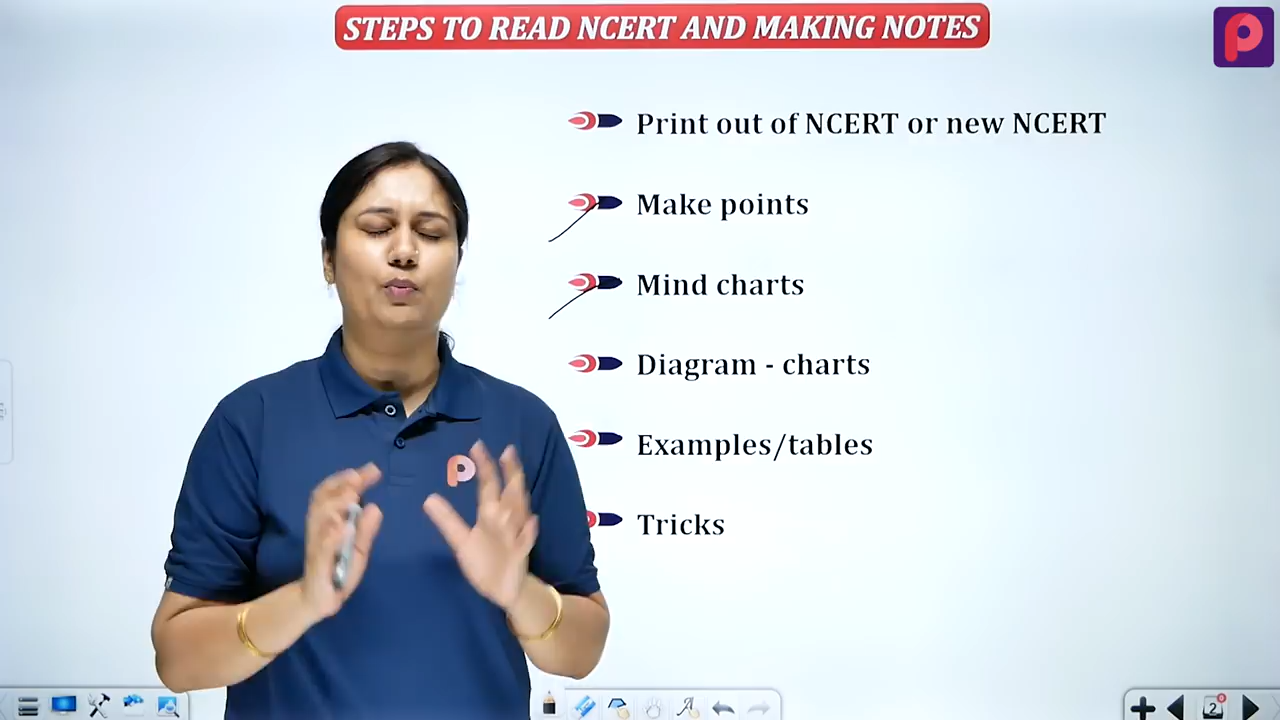 STEPS TO READ NCERT AND MAKING NOTES
Print out of NCERT or new NCERT
Make points
Mind charts
Diagram - charts
Examples/tables
Tricks
2